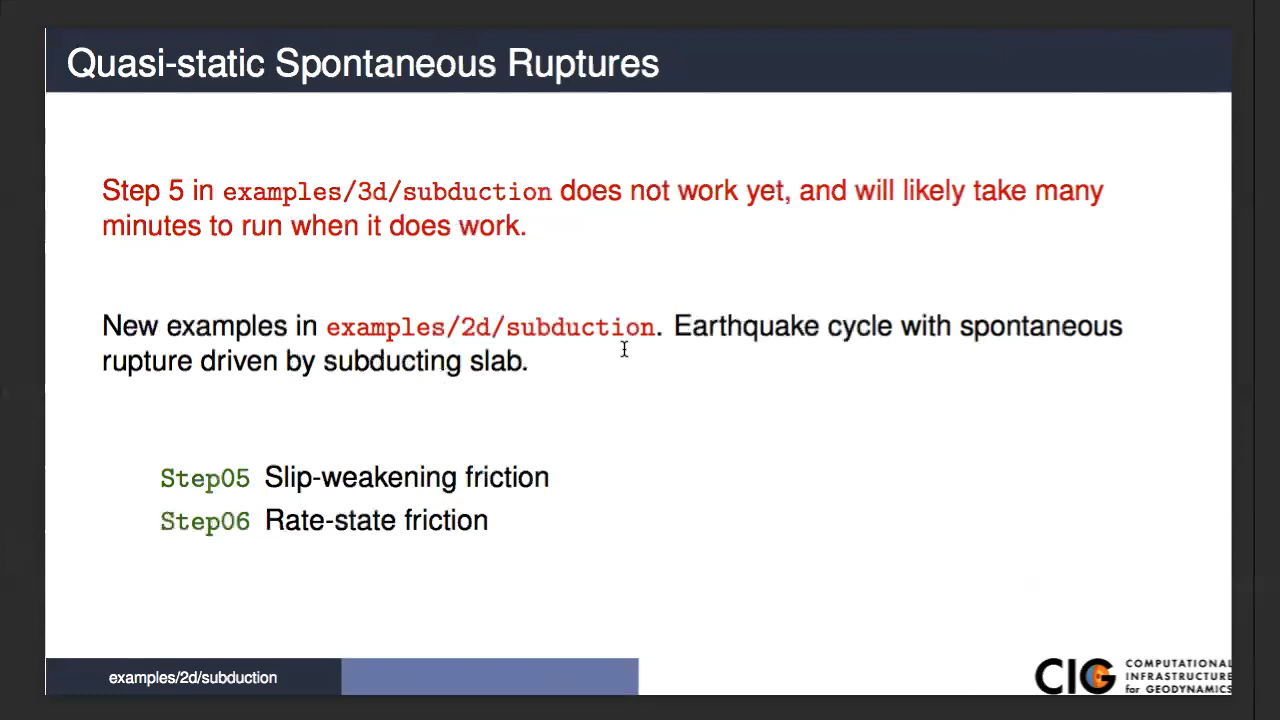 Quasi-static Spontaneous Ruptures
Step 5 in examples/3d/subduction does not work yet, and will likely take many
minutes to run when it does work.
New examples in examples/2d/subduction. Earthquake cycle with spontaneous
rupture driven by subducting slab.
Step05 Slip-weakening friction
Step06 Rate-state friction
examples/2d/subduction
CIG
COMPUTATIONAL
INFRASTRUCTURE
for GEODYNAMICS